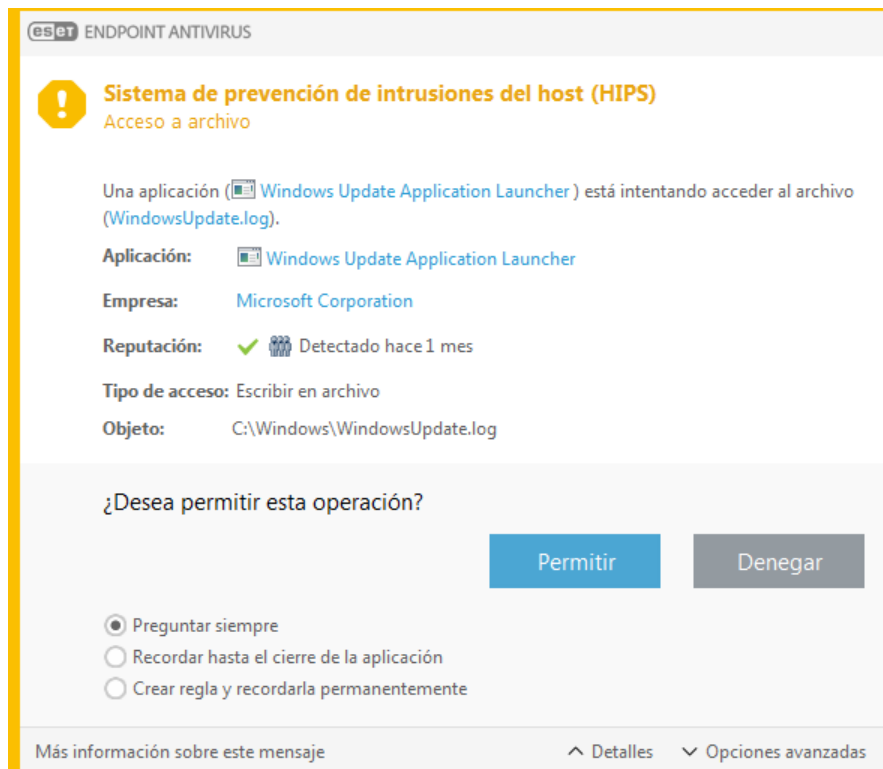 eset ENDPOINT ANTIVIRUS
Sistema de prevención de intrusiones del host (HIPS)
Acceso a archivo
Una aplicación ( Windows Update Application Launcher ) está intentando acceder al archivo
(WindowsUpdate.log).
Aplicación: Windows Update Application Launcher
Empresa: Microsoft Corporation
Reputación: Detectado hace 1 mes
Tipo de acceso: Escribir en archivo
Objeto: C:\Windows\WindowsUpdate.log
¿Desea permitir esta operación?
Permitir Denegar
Preguntar siempre
Recordar hasta el cierre de la aplicación
Crear regla y recordarla permanentemente
Más información sobre este mensaje Detalles Opciones avanzadas